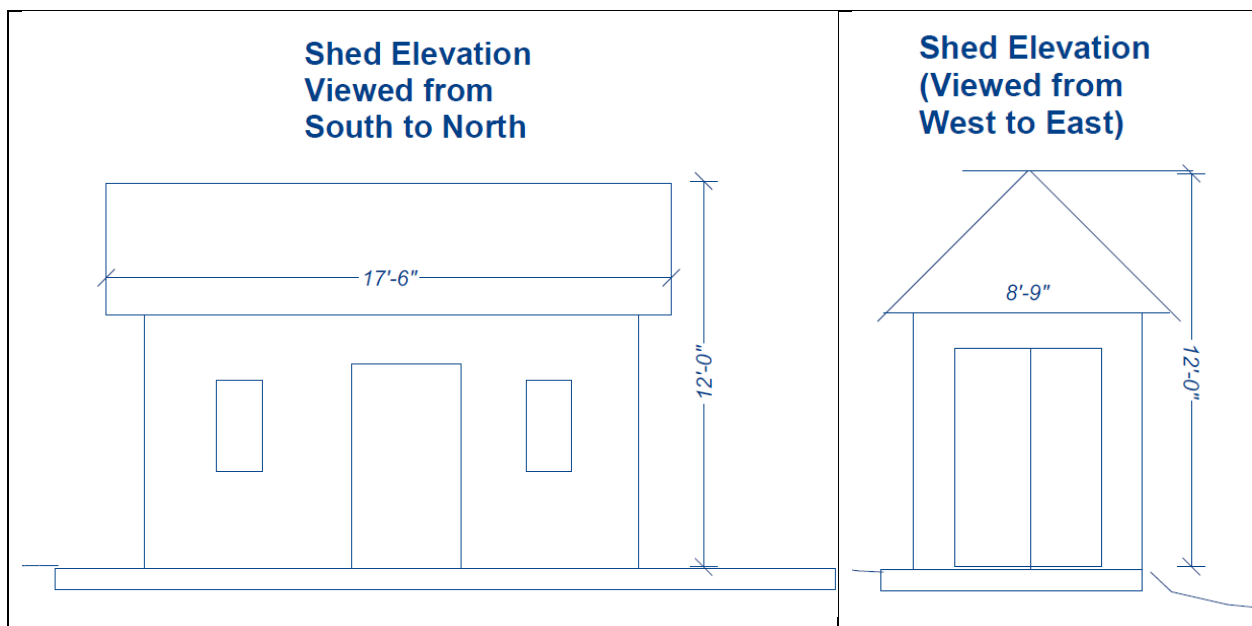 Shed Elevation
Viewed from
South to North
17'-6"
12'-0"
Shed Elevation
(Viewed from
West to East)
8'-9"
12'-0"